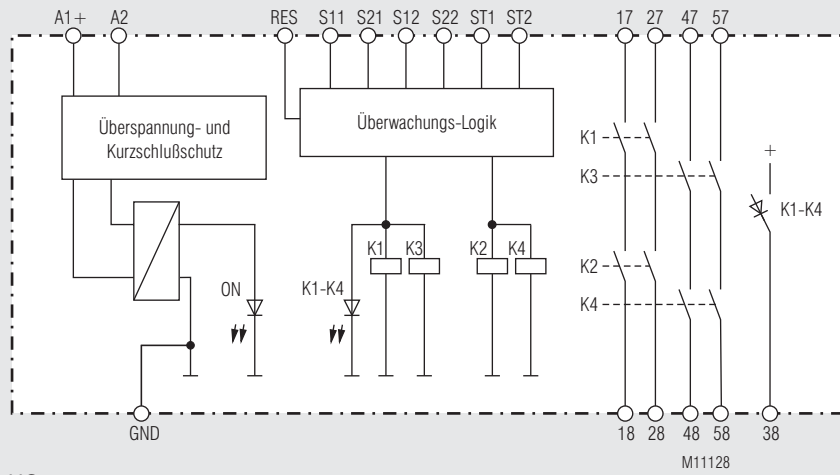 A1+ A2 RES S11 S21 S12 S22 ST1 ST2 17 27 47 57
Überspannung- und
Kurzschlußschutz
Überwachungs-Logik
K1
K3
+
K1-K4
K1 K3 K2 K4
K2
ON K1-K4
K4
GND 18 28 48 58 38
M11128